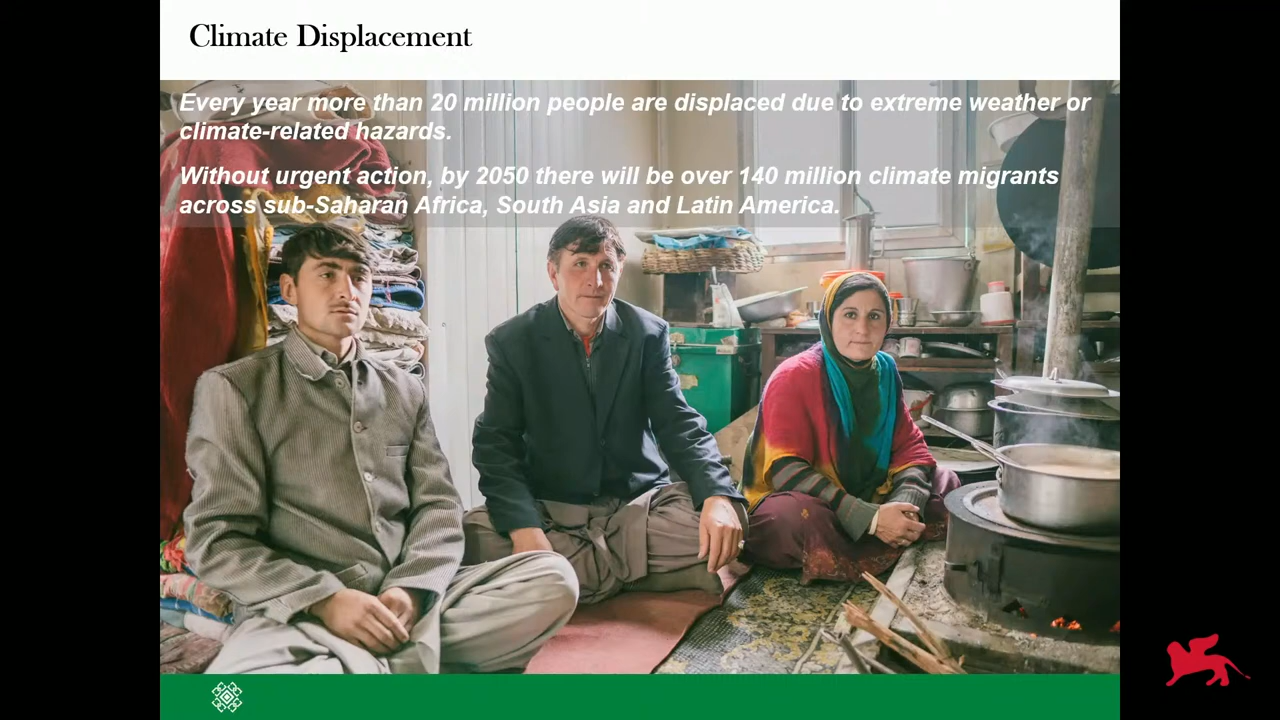 Climate Displacement
Every year more than 20 million people are displaced due to extreme weather or
climate-related hazards.
Without urgent action, by 2050 there will be over 140 million climate migrants
across sub-Saharan Africa, South Asia and Latin America.